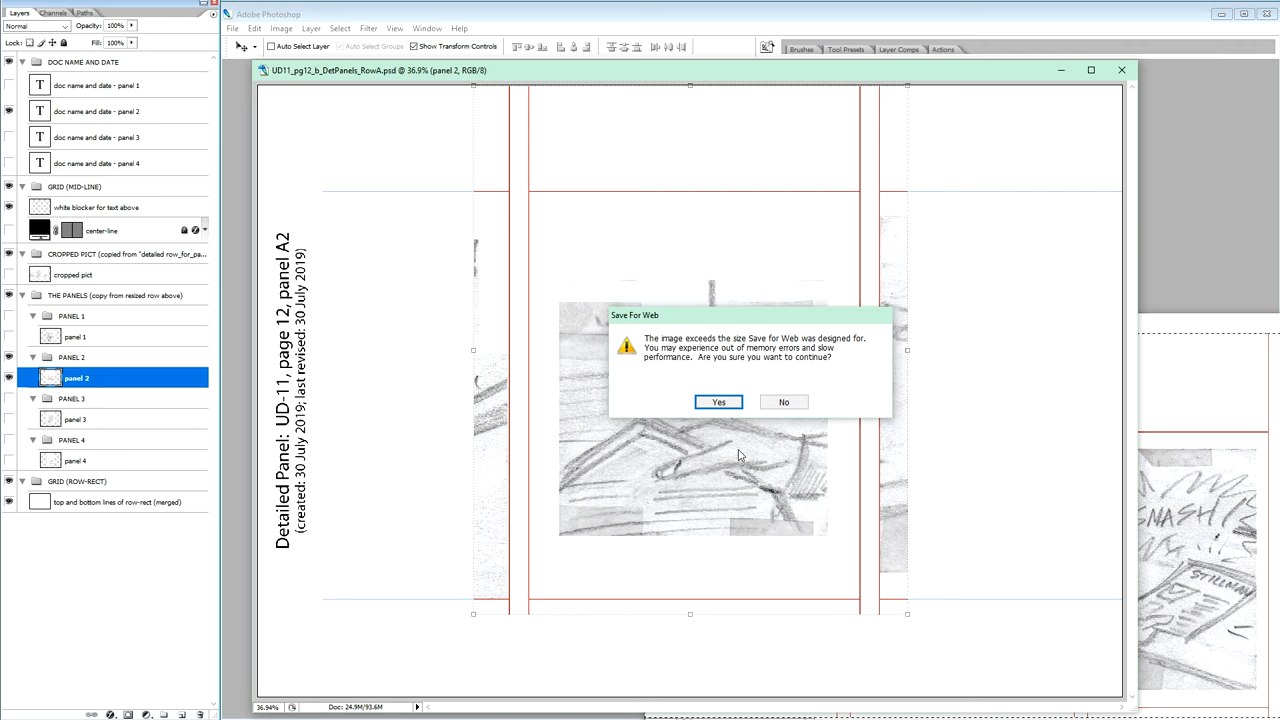 Layers Channels Paths
Normal Opacity: 100%
Lock: Fill: 100%
DOC NAME AND DATE
T doc name and date - panel 1
T doc name and date - panel 2
T doc name and date - panel 3
T doc name and date - panel 4
GRID (MID-LINE)
white blocker for text above
center-line
CROPPED PICT (copied from "detailed row_for_pa...
cropped pict
THE PANELS (copy from resized row above)
PANEL 1
panel 1
PANEL 2
panel 2
PANEL 3
panel 3
PANEL 4
panel 4
GRID (ROW-RECT)
top and bottom lines of row-rect (merged)
Adobe Photoshop
File Edit Image Layer Select Filter View Window Help
Auto Select Layer Auto Select Groups Show Transform Controls
Brushes Tool Presets Layer Comps Actions
UD11_pg12_b_DetPanels_RowA.psd @ 36.9% (panel 2, RGB/8)
Detailed Panel: UD-11, page 12, panel A2
(created: 30 July 2019; last revised: 30 July 2019)
Save For Web
The image exceeds the size Save for Web was designed for.
You may experience out of memory errors and slow
performance. Are you sure you want to continue?
Yes No
36.94% Doc: 24.9M/93.6M
SMASH!